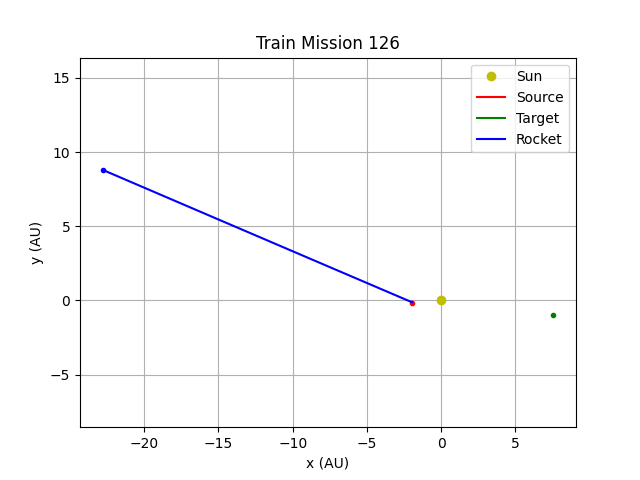 Train Mission 126
Sun
Source
Target
Rocket
15
10
5
0
−5
y (AU)
−20
−15
−10
−5
0
5
x (AU)